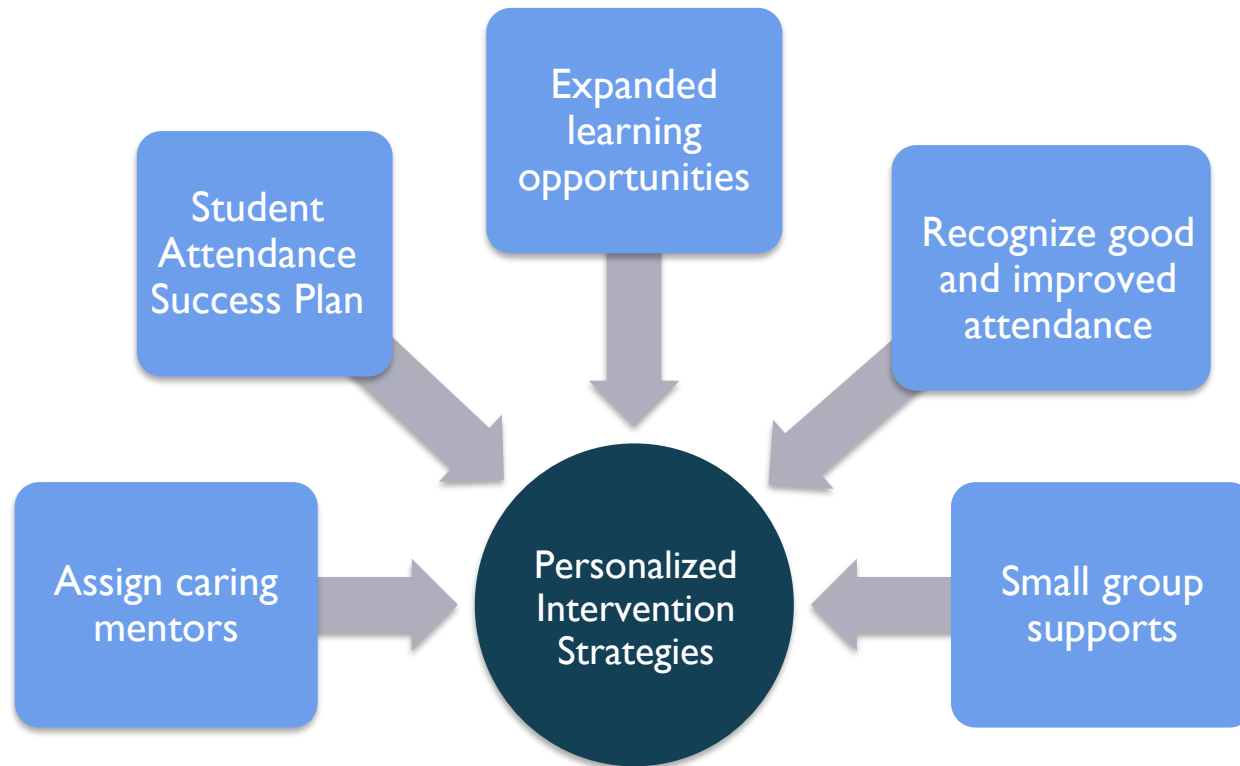 Expanded
learning
opportunities
Student
Attendance
Success Plan
Recognize good
and improved
attendance
Assign caring
mentors
Personalized
Intervention
Strategies
Small group
supports